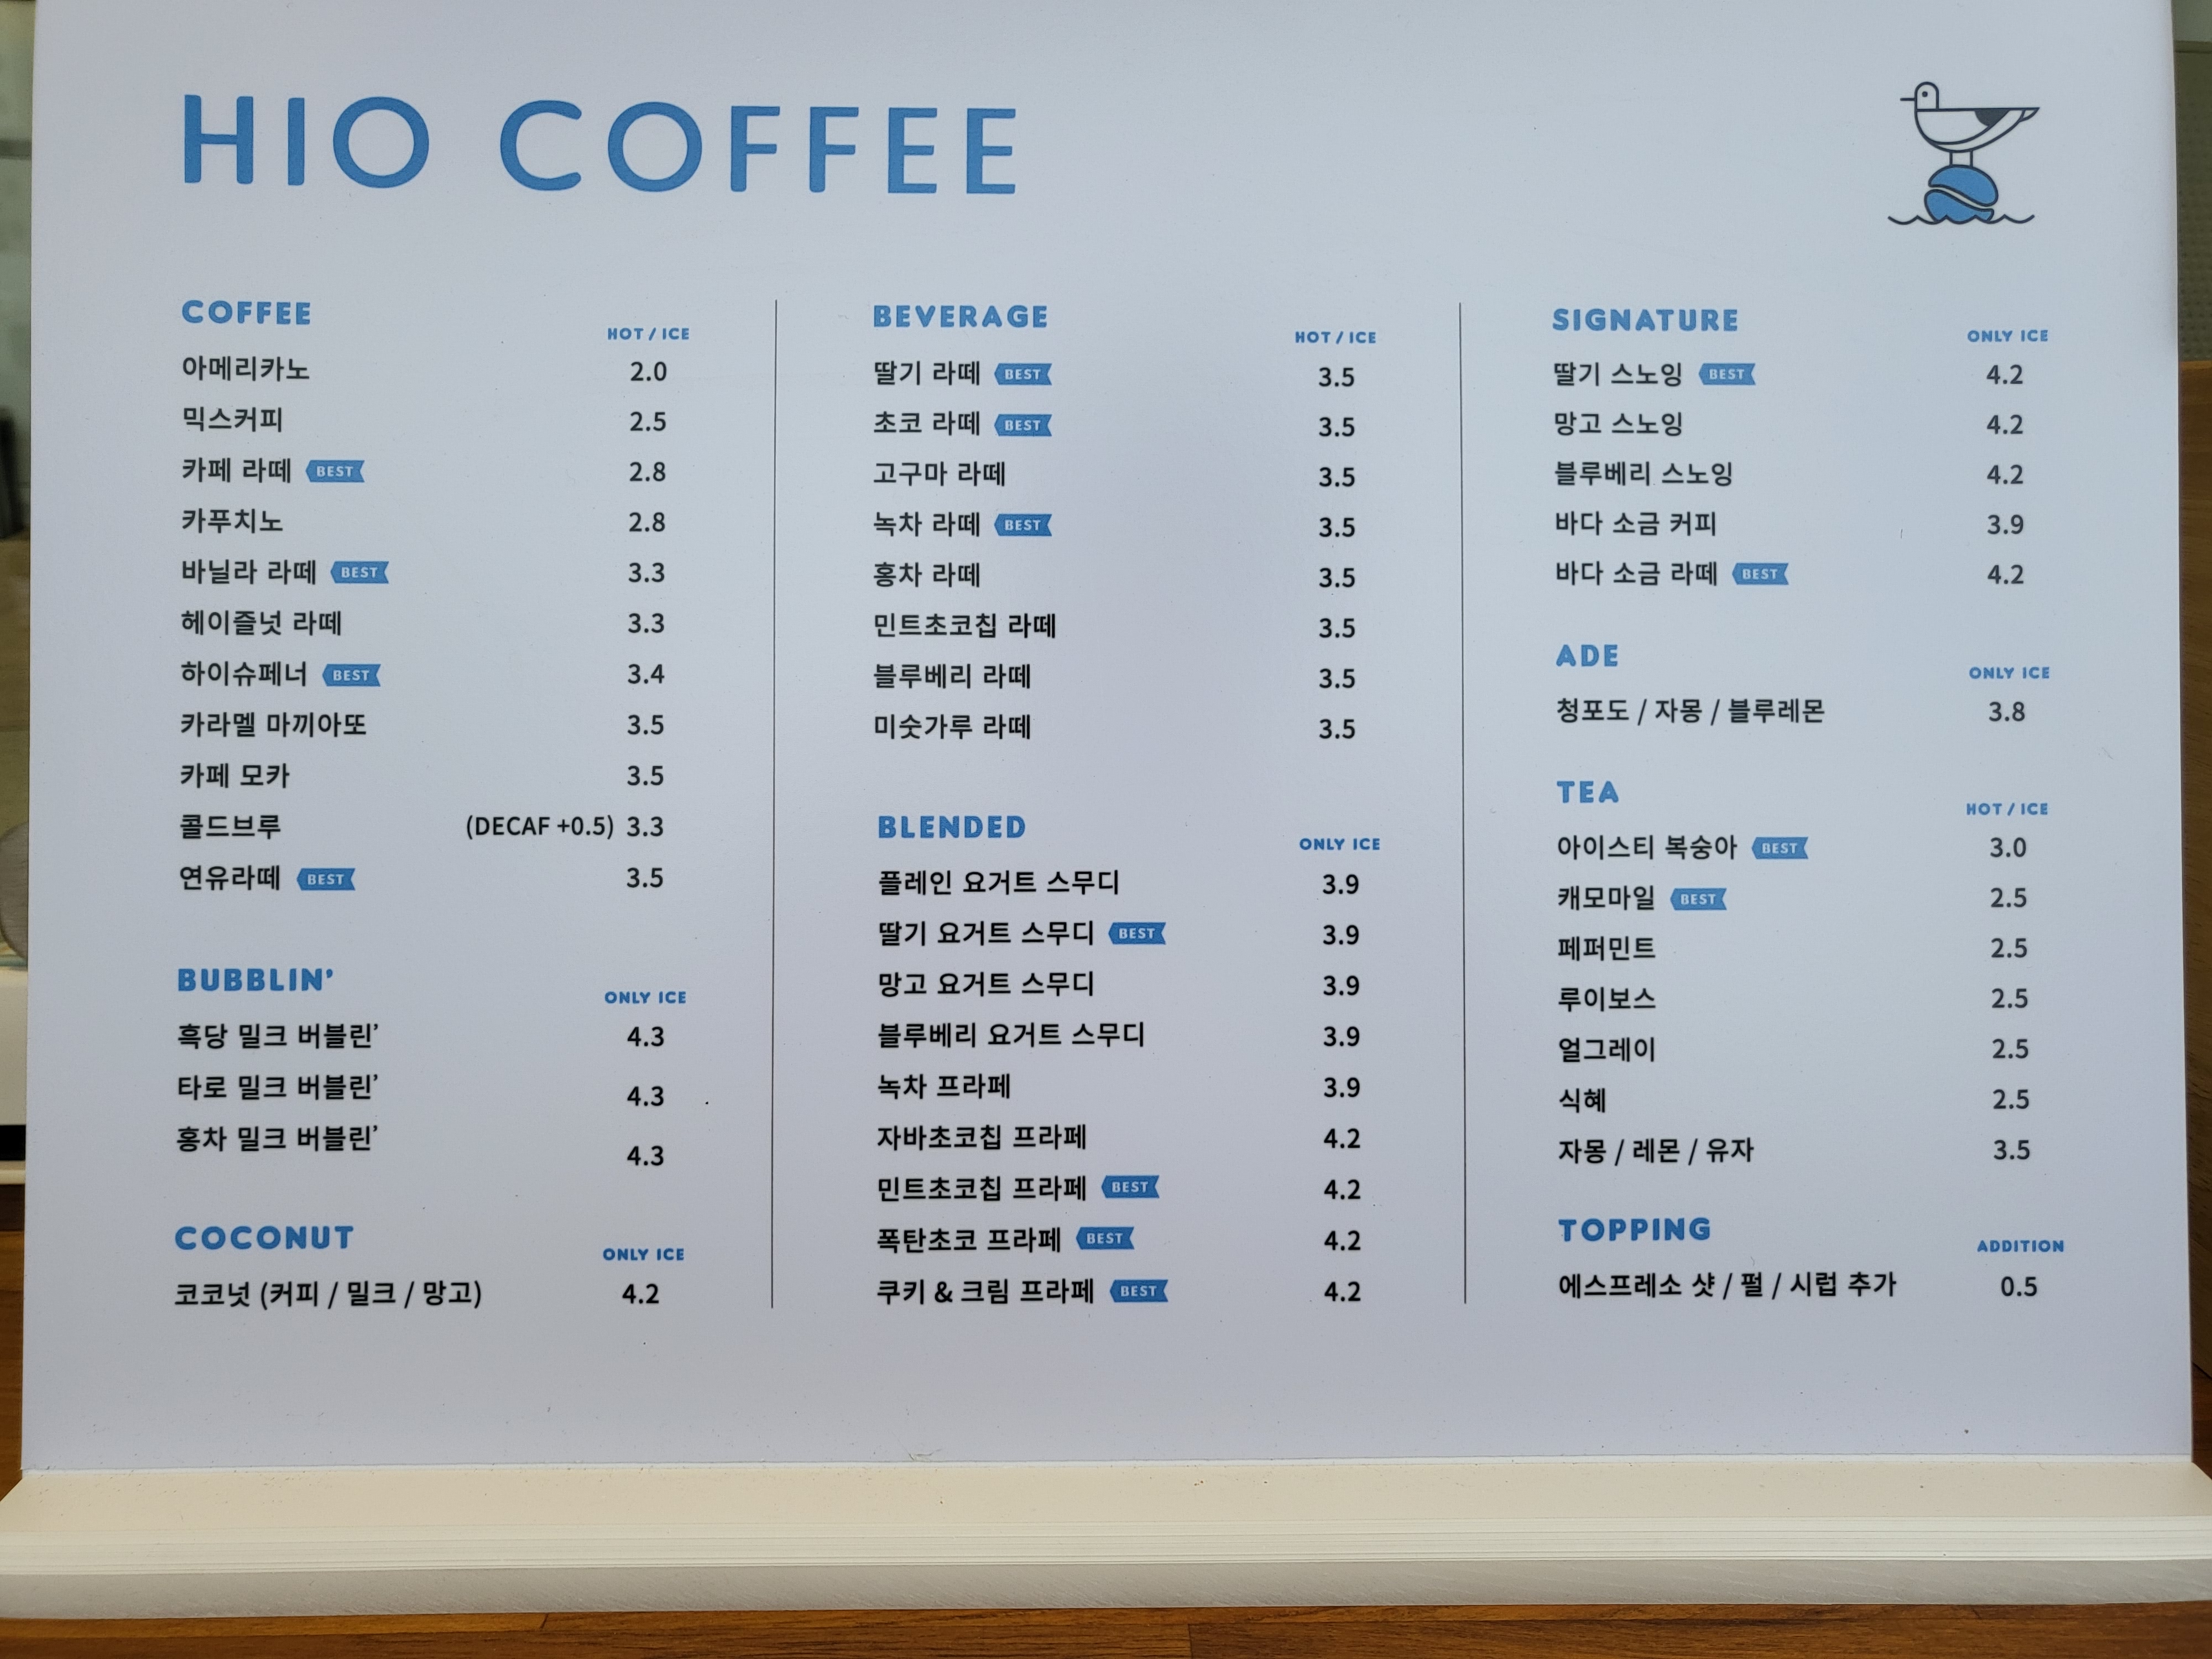 HIO COFFEE
COFFEE
HOT / ICE
아메리카노 2.0
믹스커피 2.5
카페 라떼 BEST 2.8
카푸치노 2.8
바닐라 라떼 BEST 3.3
헤이즐넛 라떼 3.3
하이슈페너 BEST 3.4
카라멜 마끼아또 3.5
카페 모카 3.5
콜드브루 (DECAF +0.5) 3.3
연유라떼 BEST 3.5
BUBBLIN'
ONLY ICE
흑당 밀크 버블린' 4.3
타로 밀크 버블린' 4.3
홍차 밀크 버블린' 4.3
COCONUT
ONLY ICE
코코넛 (커피 / 밀크 / 망고) 4.2
BEVERAGE
HOT / ICE
딸기 라떼 BEST 3.5
초코 라떼 BEST 3.5
고구마 라떼 3.5
녹차 라떼 BEST 3.5
홍차 라떼 3.5
민트초코칩 라떼 3.5
블루베리 라떼 3.5
미숫가루 라떼 3.5
BLENDED
ONLY ICE
플레인 요거트 스무디 3.9
딸기 요거트 스무디 BEST 3.9
망고 요거트 스무디 3.9
블루베리 요거트 스무디 3.9
녹차 프라페 3.9
자바초코칩 프라페 4.2
민트초코칩 프라페 BEST 4.2
폭탄초코 프라페 BEST 4.2
쿠키 & 크림 프라페 BEST 4.2
SIGNATURE
ONLY ICE
딸기 스노잉 BEST 4.2
망고 스노잉 4.2
블루베리 스노잉 4.2
바다 소금 커피 3.9
바다 소금 라떼 BEST 4.2
ADE
ONLY ICE
청포도 / 자몽 / 블루레몬 3.8
TEA
HOT / ICE
아이스티 복숭아 BEST 3.0
캐모마일 BEST 2.5
페퍼민트 2.5
루이보스 2.5
얼그레이 2.5
식혜 2.5
자몽 / 레몬 / 유자 3.5
TOPPING
ADDITION
에스프레소 샷 / 펄 / 시럽 추가 0.5